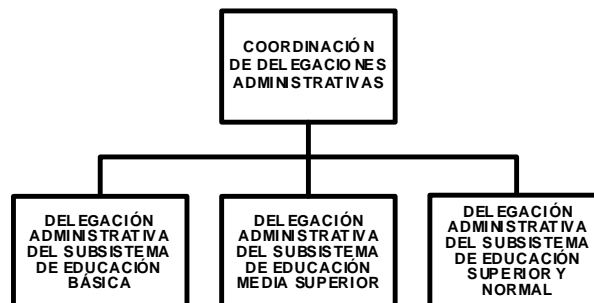 COORDINACIÓN
DE DELEGACIONES
ADMINISTRATIVAS
DELEGACIÓN
ADMINISTRATIVA
DEL SUBSISTEMA
DE EDUCACIÓN
BÁSICA
DELEGACIÓN
ADMINISTRATIVA
DEL SUBSISTEMA
DE EDUCACIÓN
MEDIA SUPERIOR
DELEGACIÓN
ADMINISTRATIVA
DEL SUBSISTEMA
DE EDUCACIÓN
SUPERIOR Y
NORMAL